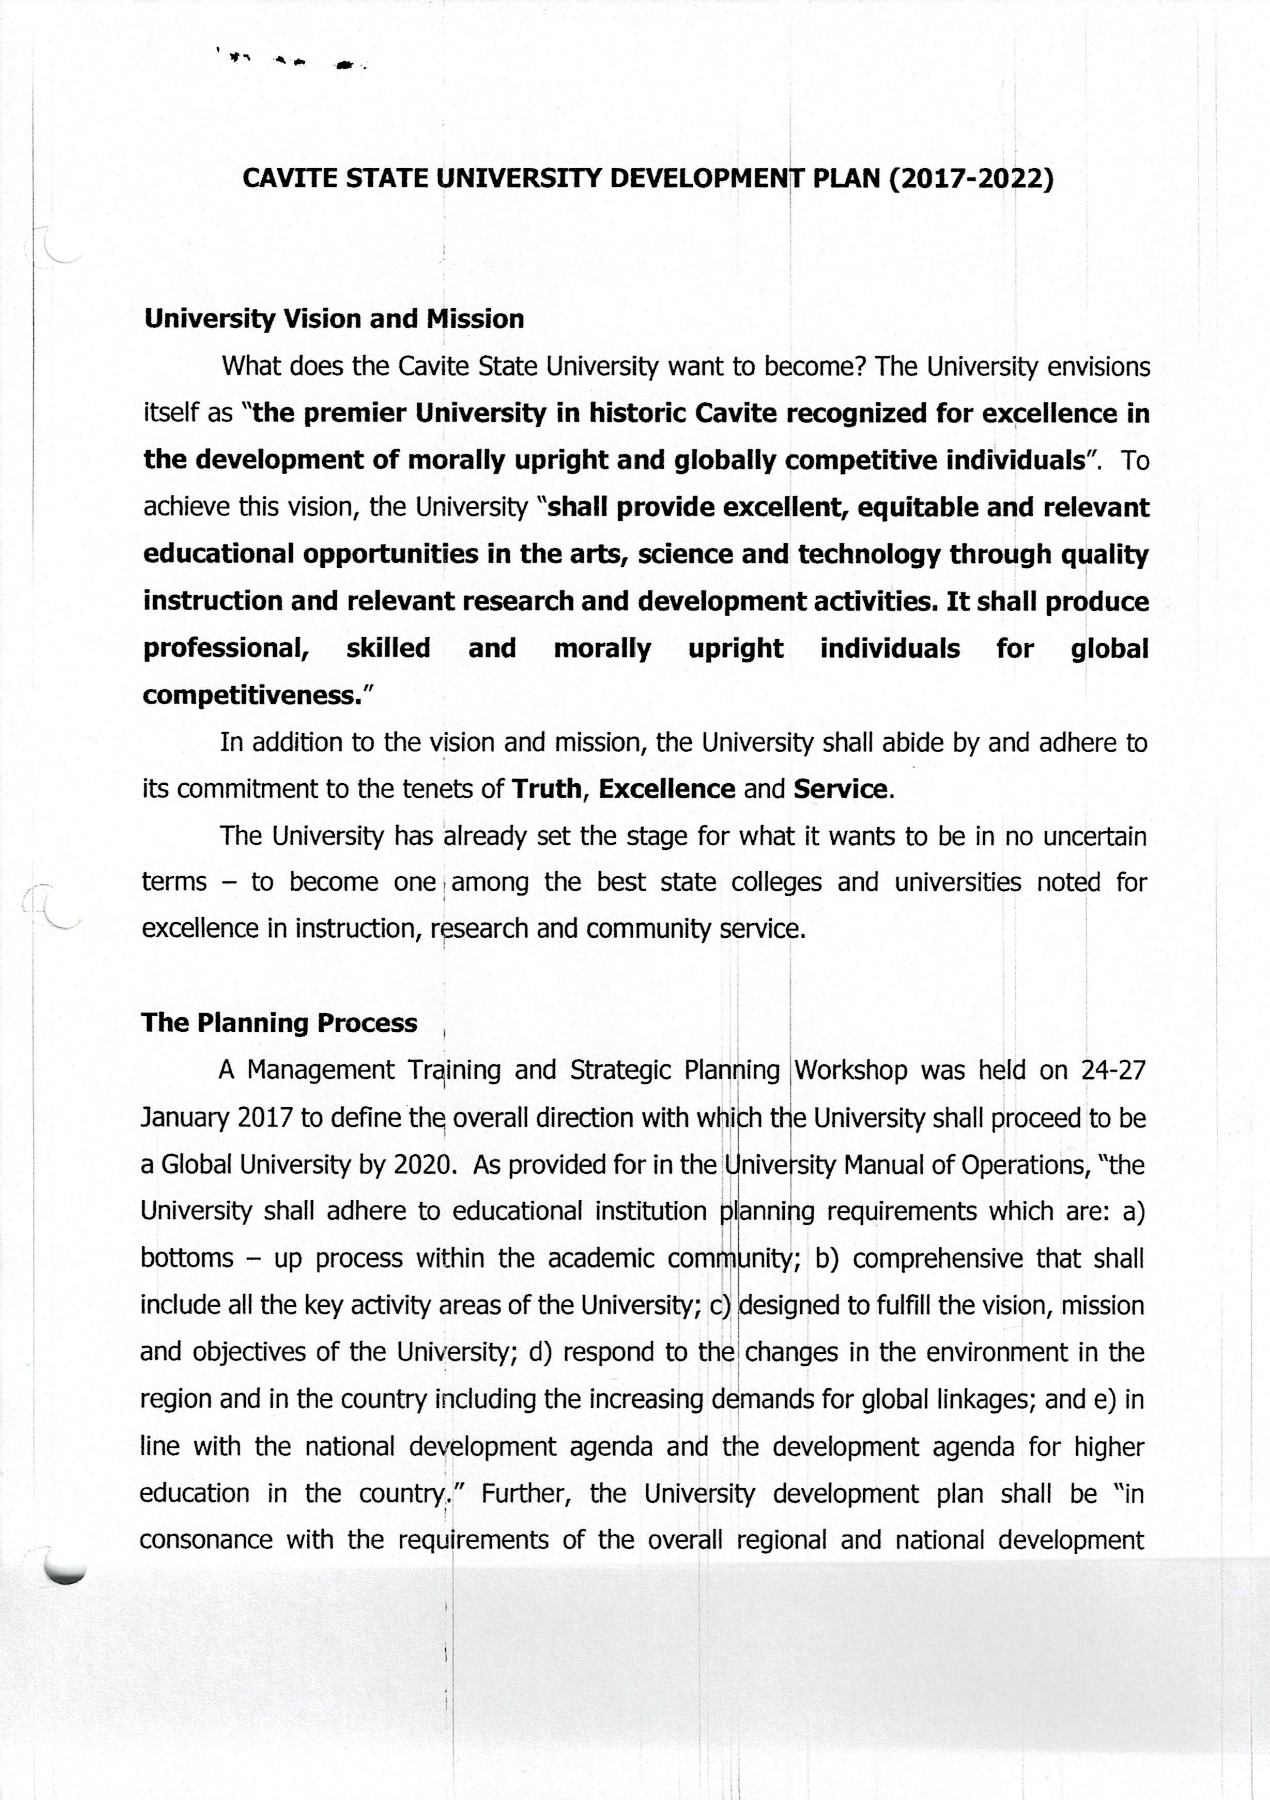 CAVITE STATE UNIVERSITY DEVELOPMENT PLAN (2017-2022)
University Vision and Mission
What does the Cavite State University want to become? The University envisions
itself as "the premier University in historic Cavite recognized for excellence in
the development of morally upright and globally competitive individuals". To
achieve this vision, the University "shall provide excellent, equitable and relevant
educational opportunities in the arts, science and technology through quality
instruction and relevant research and development activities. It shall produce
professional, skilled and morally upright individuals for global
competitiveness."
In addition to the vision and mission, the University shall abide by and adhere to
its commitment to the tenets of Truth, Excellence and Service.
The University has already set the stage for what it wants to be in no uncertain
terms – to become one among the best state colleges and universities noted for
excellence in instruction, research and community service.
The Planning Process
A Management Training and Strategic Planning Workshop was held on 24-27
January 2017 to define the overall direction with which the University shall proceed to be
a Global University by 2020. As provided for in the University Manual of Operations, "the
University shall adhere to educational institution planning requirements which are: a)
bottoms – up process within the academic community; b) comprehensive that shall
include all the key activity areas of the University; c) designed to fulfill the vision, mission
and objectives of the University; d) respond to the changes in the environment in the
region and in the country including the increasing demands for global linkages; and e) in
line with the national development agenda and the development agenda for higher
education in the country." Further, the University development plan shall be "in
consonance with the requirements of the overall regional and national development